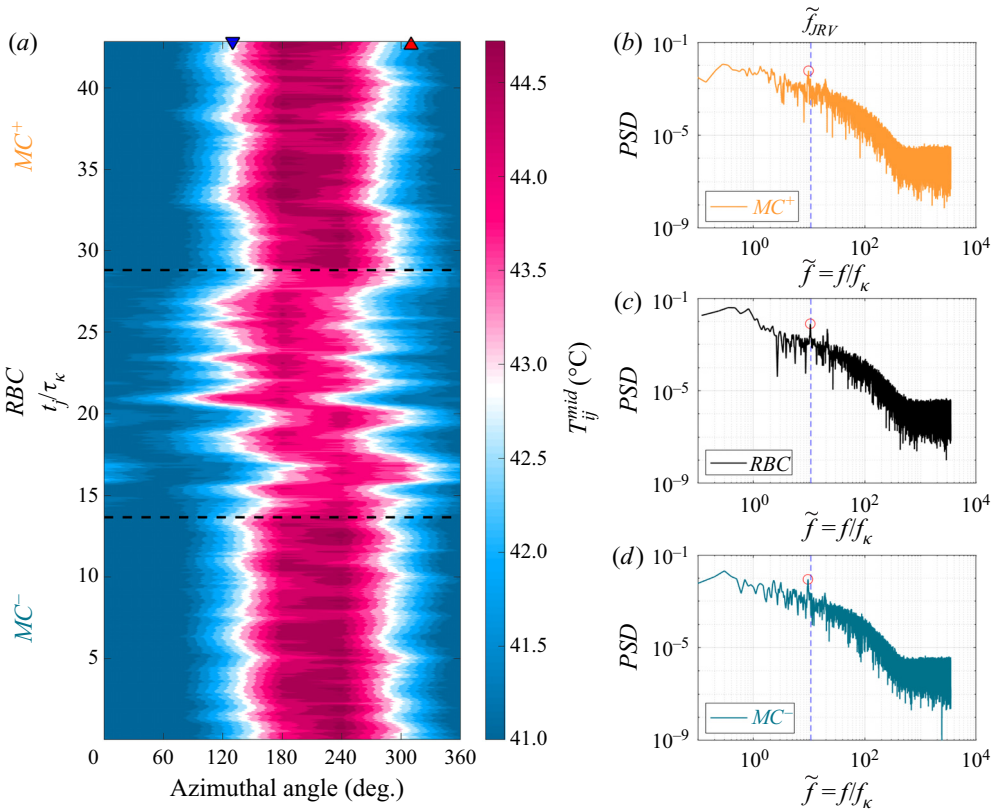 (a)
MC+
RBC
MC−
t_j/τ_κ
40
35
30
25
20
15
10
5
0 60 120 180 240 300 360
Azimuthal angle (deg.)
44.5
44.0
43.5
43.0
42.5
42.0
41.5
41.0
T_ij^mid (°C)
f̃_JRV
(b)
PSD
10–1
10–5
10–9
MC+
10^0 10^2 10^4
f̃ = f/f_κ
(c)
PSD
10–1
10–5
10–9
RBC
10^0 10^2 10^4
f̃ = f/f_κ
(d)
PSD
10–1
10–5
10–9
MC−
10^0 10^2 10^4
f̃ = f/f_κ